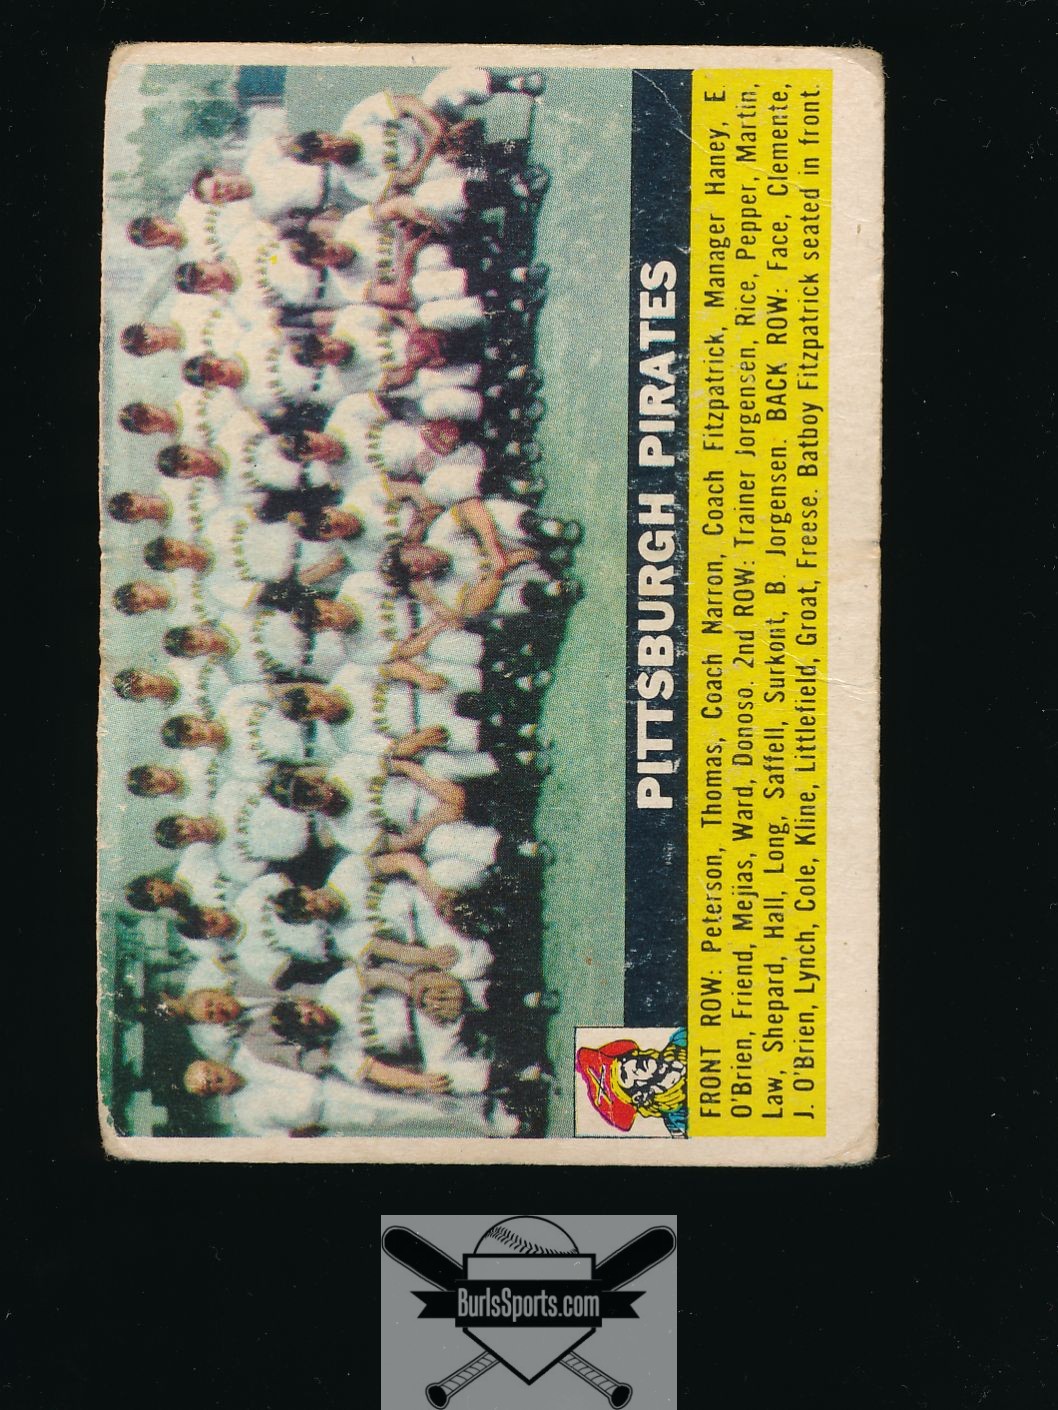 PITTSBURGH PIRATES
FRONT ROW: Peterson, Thomas, Coach Narron, Coach Fitzpatrick, Manager Haney, E.
O'Brien, Friend, Mejias, Ward, Donoso. 2nd ROW: Trainer Jorgensen, Rice, Pepper, Martin,
Law, Shepard, Hall, Long, Saffell, Surkont, B. Jorgensen. BACK ROW: Face, Clemente,
J. O'Brien, Lynch, Cole, Kline, Littlefield, Groat, Freese. Batboy Fitzpatrick seated in front.
BurlsSports.com